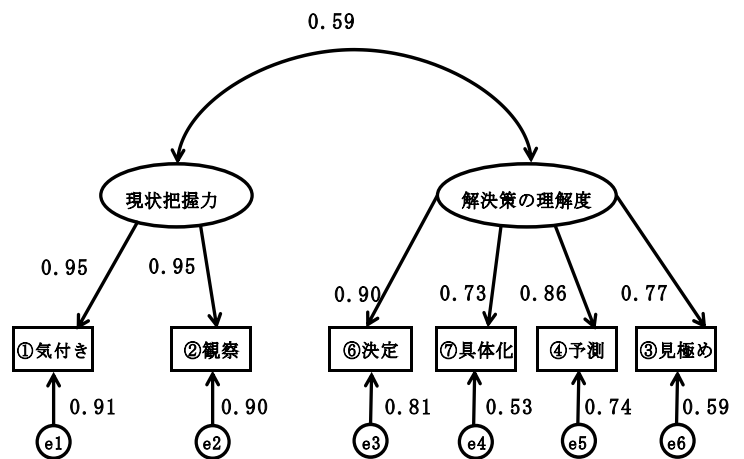 0.59
現状把握力
解決策の理解度
0.95
0.95
0.90
0.73
0.86
0.77
①気付き
②観察
⑥決定
⑦具体化
④予測
③見極め
0.91
0.90
0.81
0.53
0.74
0.59
e1
e2
e3
e4
e5
e6